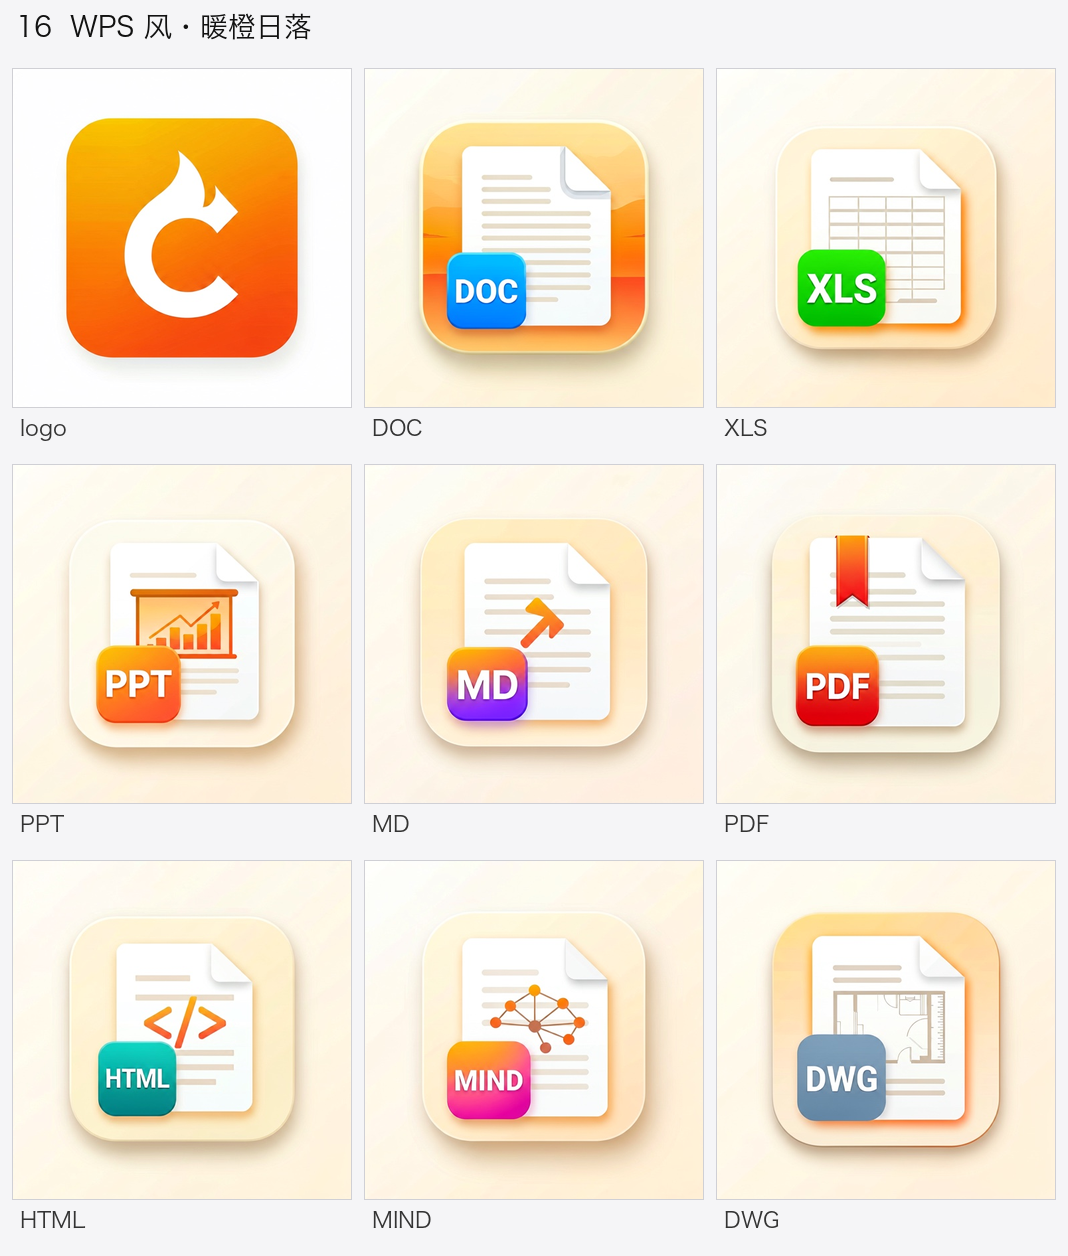 16 WPS 风·暖橙日落
logo
DOC
DOC
XLS
XLS
PPT
PPT
MD
MD
PDF
PDF
</>
HTML
HTML
MIND
MIND
DWG
DWG